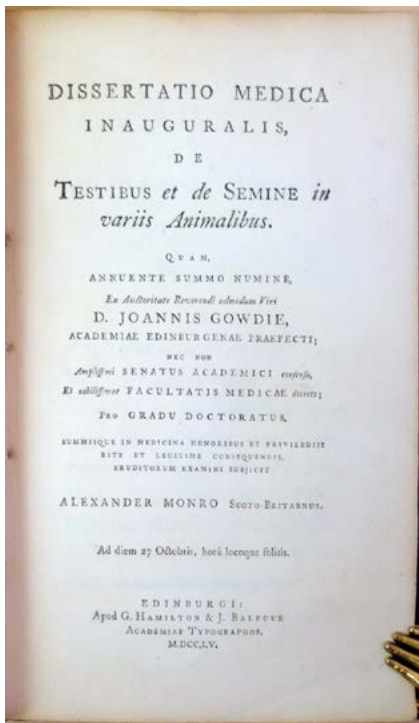 DISSERTATIO MEDICA
INAUGURALIS,
DE
TESTIBUS et de SEMINE in
variis Animalibus.
QUAM,
ANNUENTE SUMMO NUMINE,
Ex Auctoritate Reverendi admodum Viri
D. JOANNIS GOWDIE,
ACADEMIAE EDINBURGENAE PRAEFECTI;
NEC NON
Amplissimi SENATUS ACADEMICI consensu,
Et nobilissimae FACULTATIS MEDICAE decreto;
PRO GRADU DOCTORATUS,
SUMMISQUE IN MEDICINA HONORIBUS ET PRIVILEGIIS
RITE ET LEGITIME CONSEQUENDIS,
ERUDITORUM EXAMINI SUBJICIT
ALEXANDER MONRO SCOTO-BRITANNUS.
Ad diem 27 Octobris, horâ locoque solitis.
EDINBURGI:
Apud G. HAMILTON & J. BALFOUR
ACADEMIAE TYPOGRAPHOS.
M.DCC,LV.